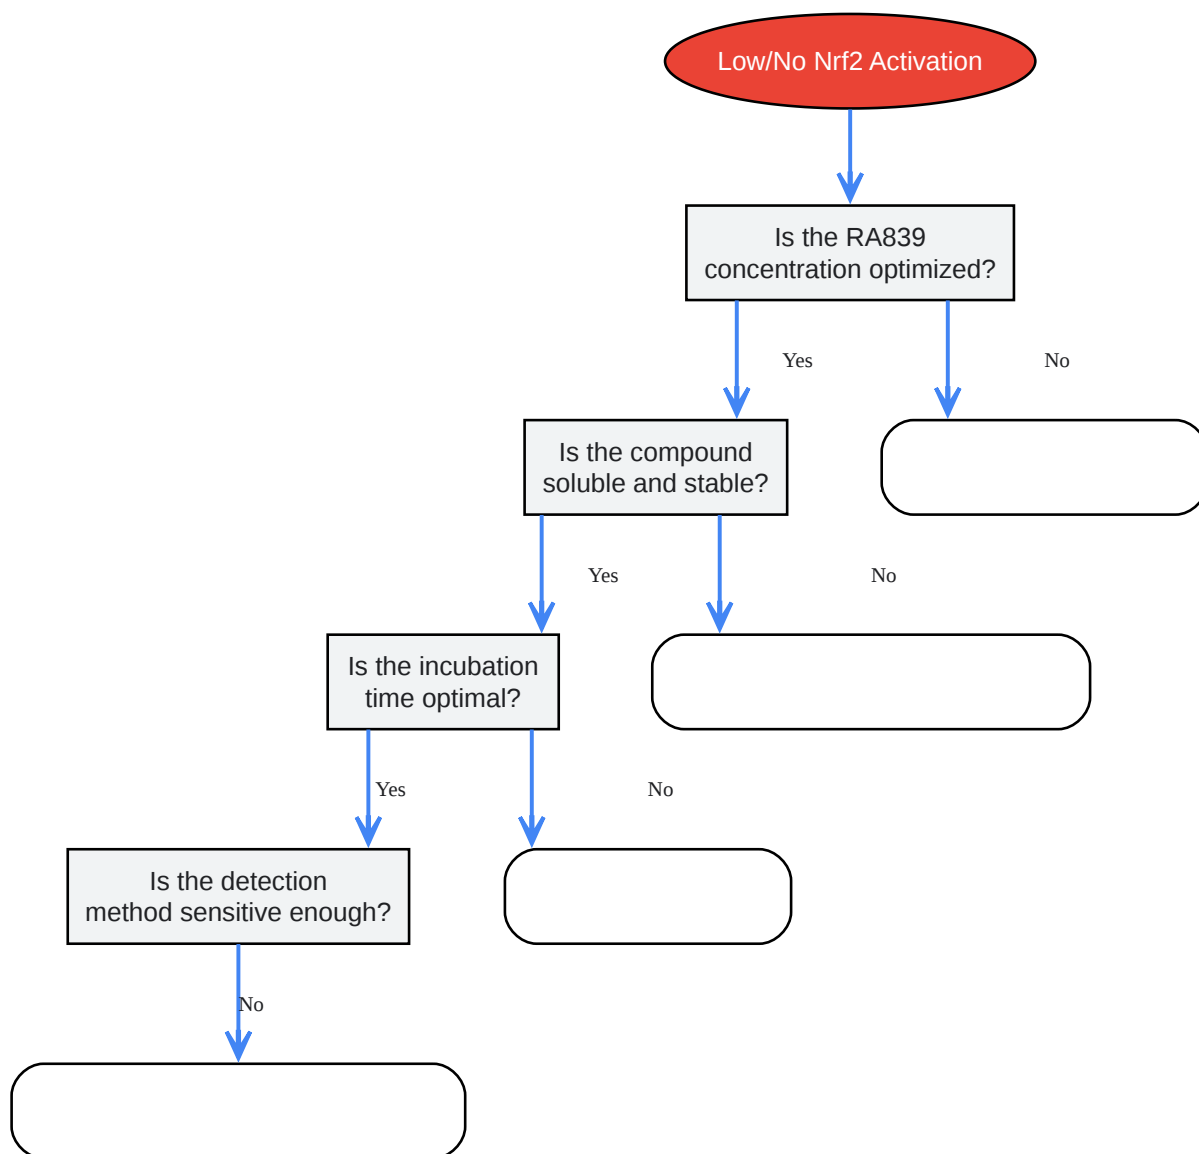 Low/No Nrf2 Activation
Is the RA839
concentration optimized?
Yes
No
Is the compound
soluble and stable?
Yes
No
Is the incubation
time optimal?
Yes
No
Is the detection
method sensitive enough?
No